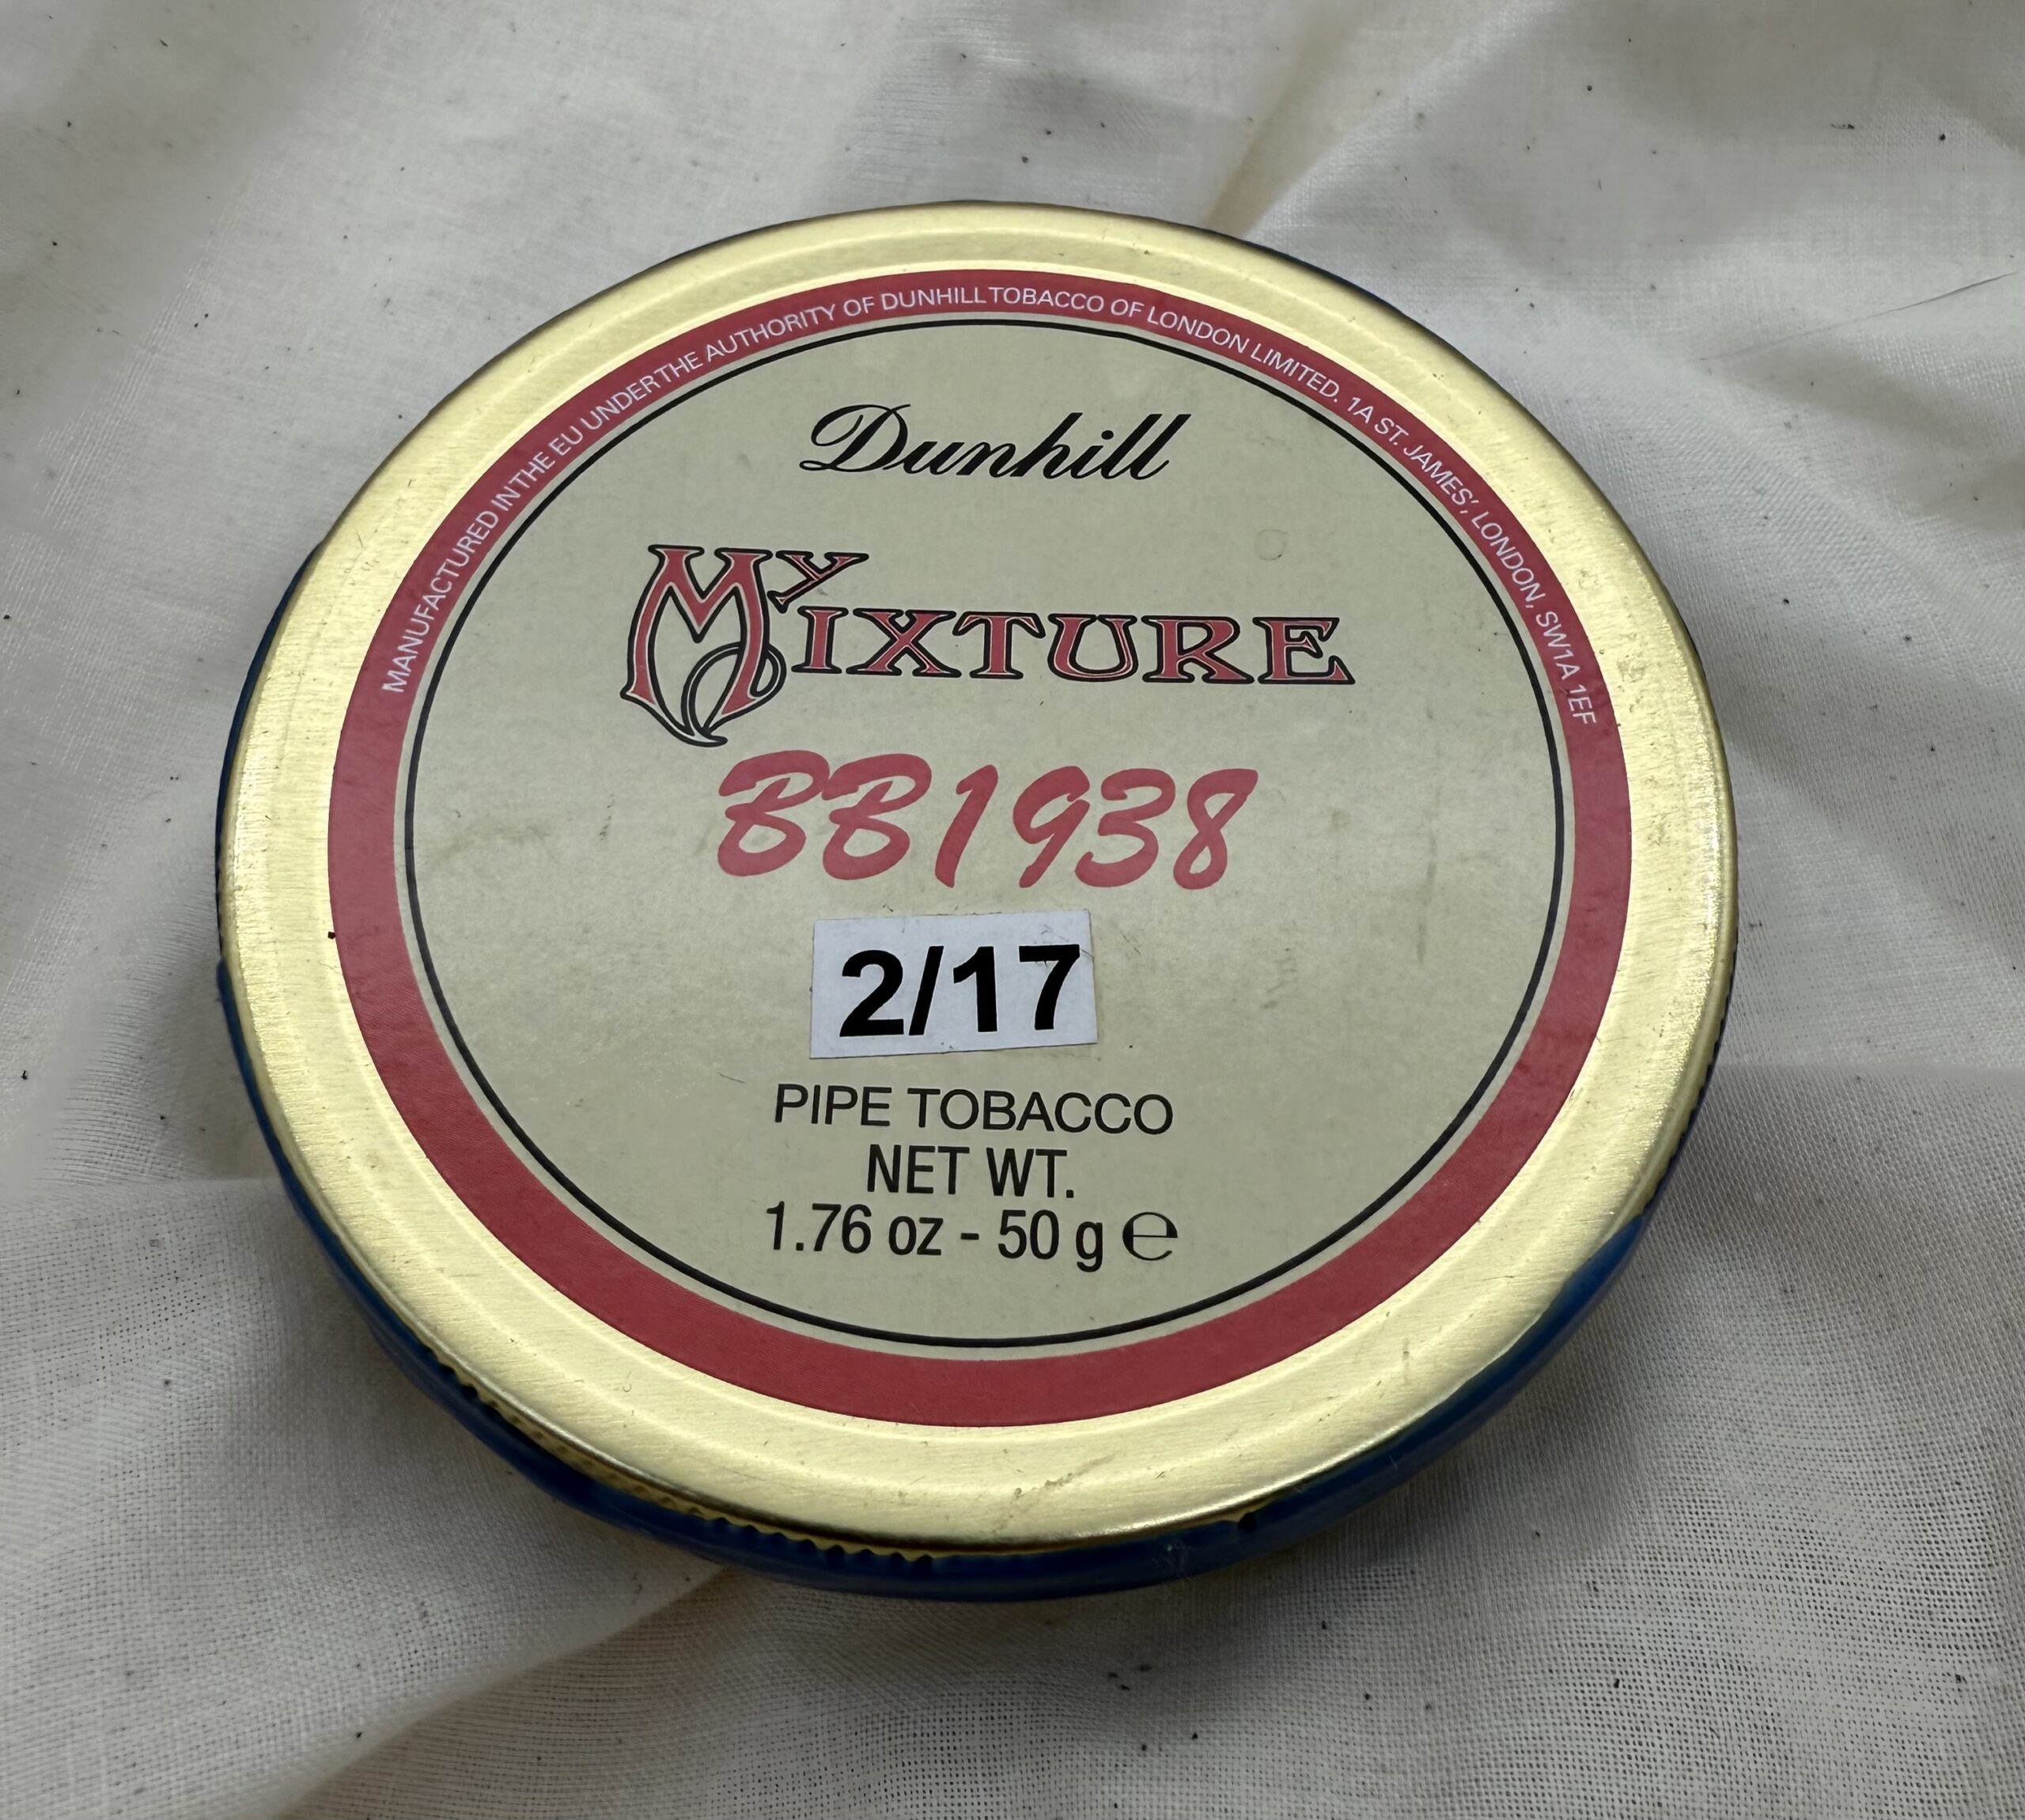 MANUFACTURED IN THE EU UNDER THE AUTHORITY OF DUNHILL TOBACCO OF LONDON LIMITED. 1A ST. JAMES', LONDON, SW1A 1EF
Dunhill
My Mixture
BB1938
2/17
PIPE TOBACCO
NET WT.
1.76 oz - 50 g ℮